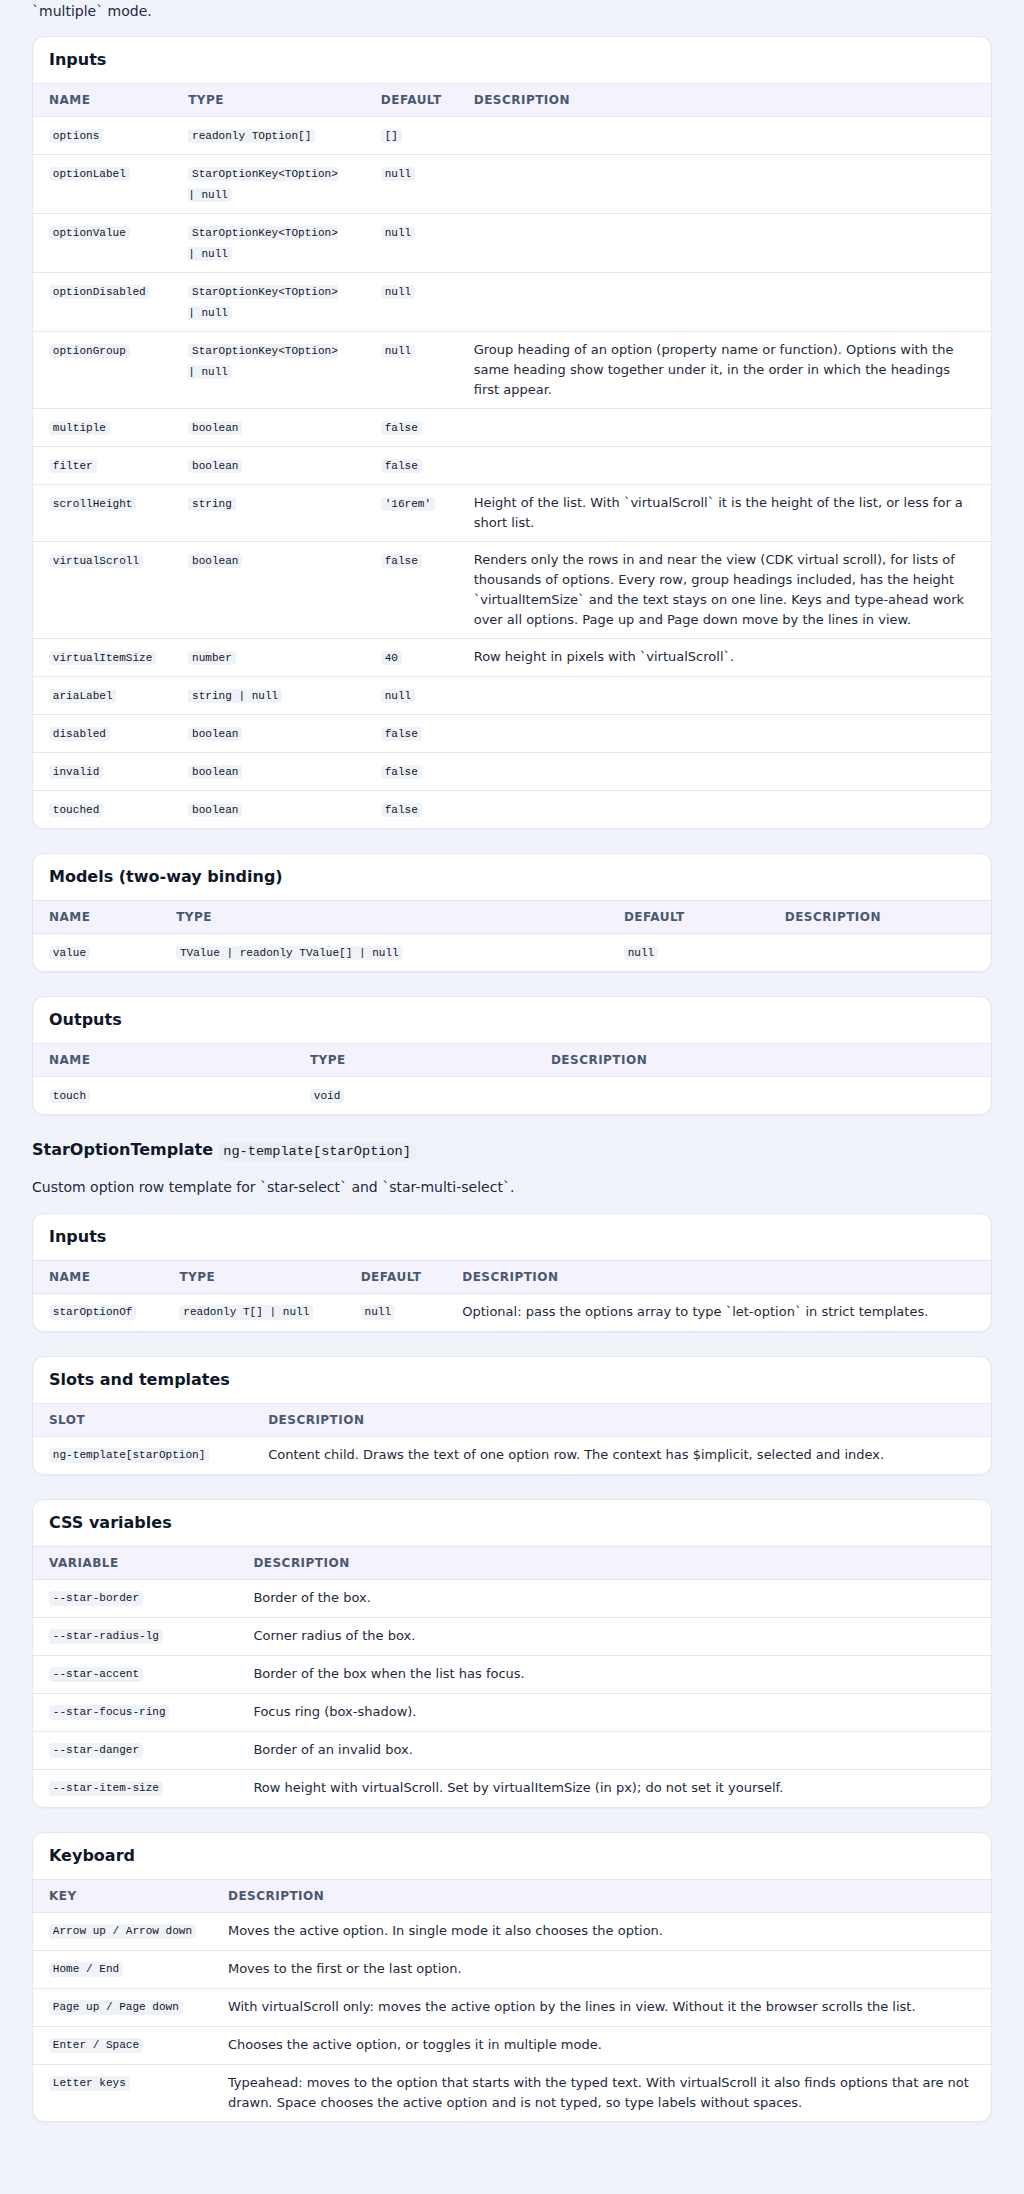 `multiple` mode.
Inputs
NAME TYPE DEFAULT DESCRIPTION
options readonly TOption[] []
optionLabel StarOptionKey<TOption> null
| null
optionValue StarOptionKey<TOption> null
| null
optionDisabled StarOptionKey<TOption> null
| null
optionGroup StarOptionKey<TOption> null Group heading of an option (property name or function). Options with the
| null same heading show together under it, in the order in which the headings
first appear.
multiple boolean false
filter boolean false
scrollHeight string '16rem' Height of the list. With `virtualScroll` it is the height of the list, or less for a
short list.
virtualScroll boolean false Renders only the rows in and near the view (CDK virtual scroll), for lists of
thousands of options. Every row, group headings included, has the height
`virtualItemSize` and the text stays on one line. Keys and type-ahead work
over all options. Page up and Page down move by the lines in view.
virtualItemSize number 40 Row height in pixels with `virtualScroll`.
ariaLabel string | null null
disabled boolean false
invalid boolean false
touched boolean false
Models (two-way binding)
NAME TYPE DEFAULT DESCRIPTION
value TValue | readonly TValue[] | null null
Outputs
NAME TYPE DESCRIPTION
touch void
StarOptionTemplate ng-template[starOption]
Custom option row template for `star-select` and `star-multi-select`.
Inputs
NAME TYPE DEFAULT DESCRIPTION
starOptionOf readonly T[] | null null Optional: pass the options array to type `let-option` in strict templates.
Slots and templates
SLOT DESCRIPTION
ng-template[starOption] Content child. Draws the text of one option row. The context has $implicit, selected and index.
CSS variables
VARIABLE DESCRIPTION
--star-border Border of the box.
--star-radius-lg Corner radius of the box.
--star-accent Border of the box when the list has focus.
--star-focus-ring Focus ring (box-shadow).
--star-danger Border of an invalid box.
--star-item-size Row height with virtualScroll. Set by virtualItemSize (in px); do not set it yourself.
Keyboard
KEY DESCRIPTION
Arrow up / Arrow down Moves the active option. In single mode it also chooses the option.
Home / End Moves to the first or the last option.
Page up / Page down With virtualScroll only: moves the active option by the lines in view. Without it the browser scrolls the list.
Enter / Space Chooses the active option, or toggles it in multiple mode.
Letter keys Typeahead: moves to the option that starts with the typed text. With virtualScroll it also finds options that are not
drawn. Space chooses the active option and is not typed, so type labels without spaces.